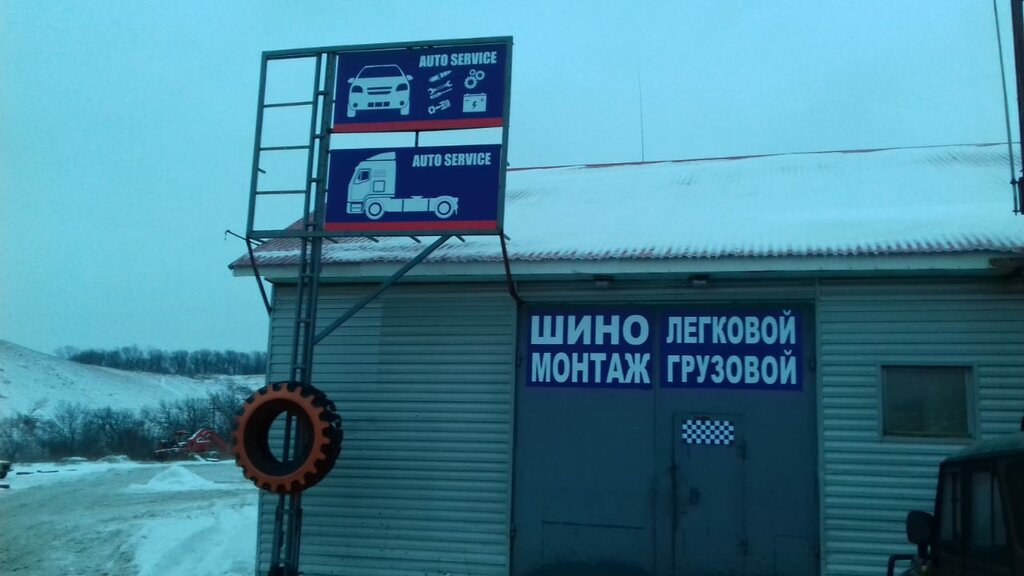 AUTO SERVICE
AUTO SERVICE
ШИНО
МОНТАЖ
ЛЕГКОВОЙ
ГРУЗОВОЙ